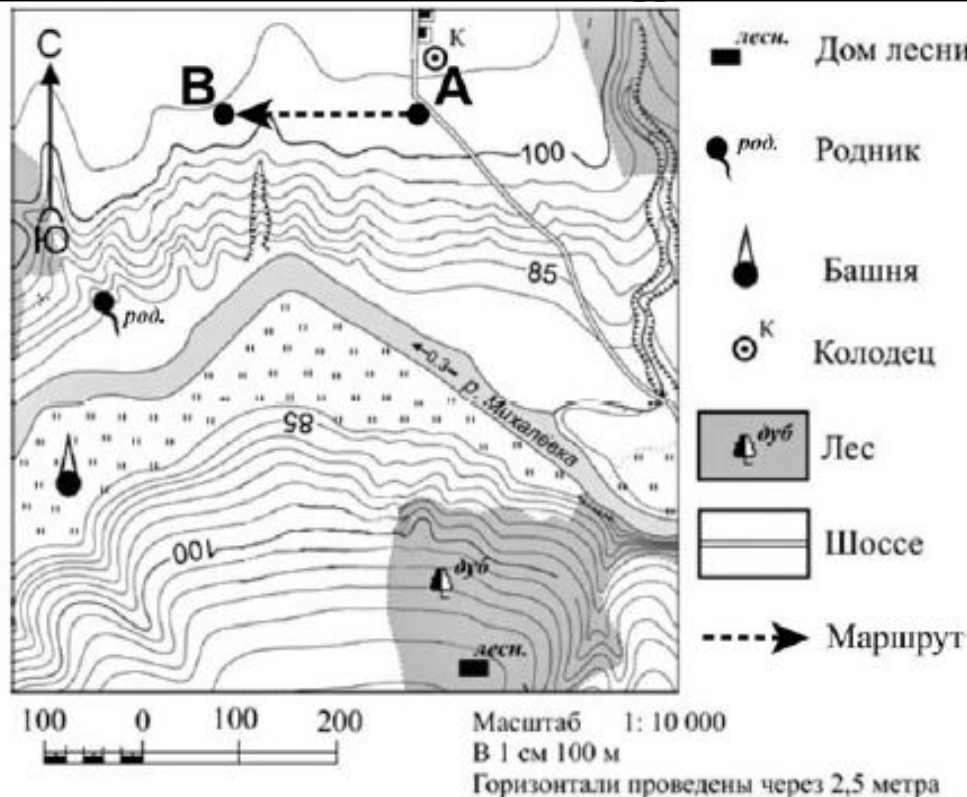 С
Ю
В
А
К
100
85
род.
0.3
р. Михалевка
85
100
дуб
лесн.
лесн.
Дом лесни
род.
Родник
Башня
К
Колодец
дуб
Лес
Шоссе
Маршрут
100 0 100 200
Масштаб 1: 10 000
В 1 см 100 м
Горизонтали проведены через 2,5 метра